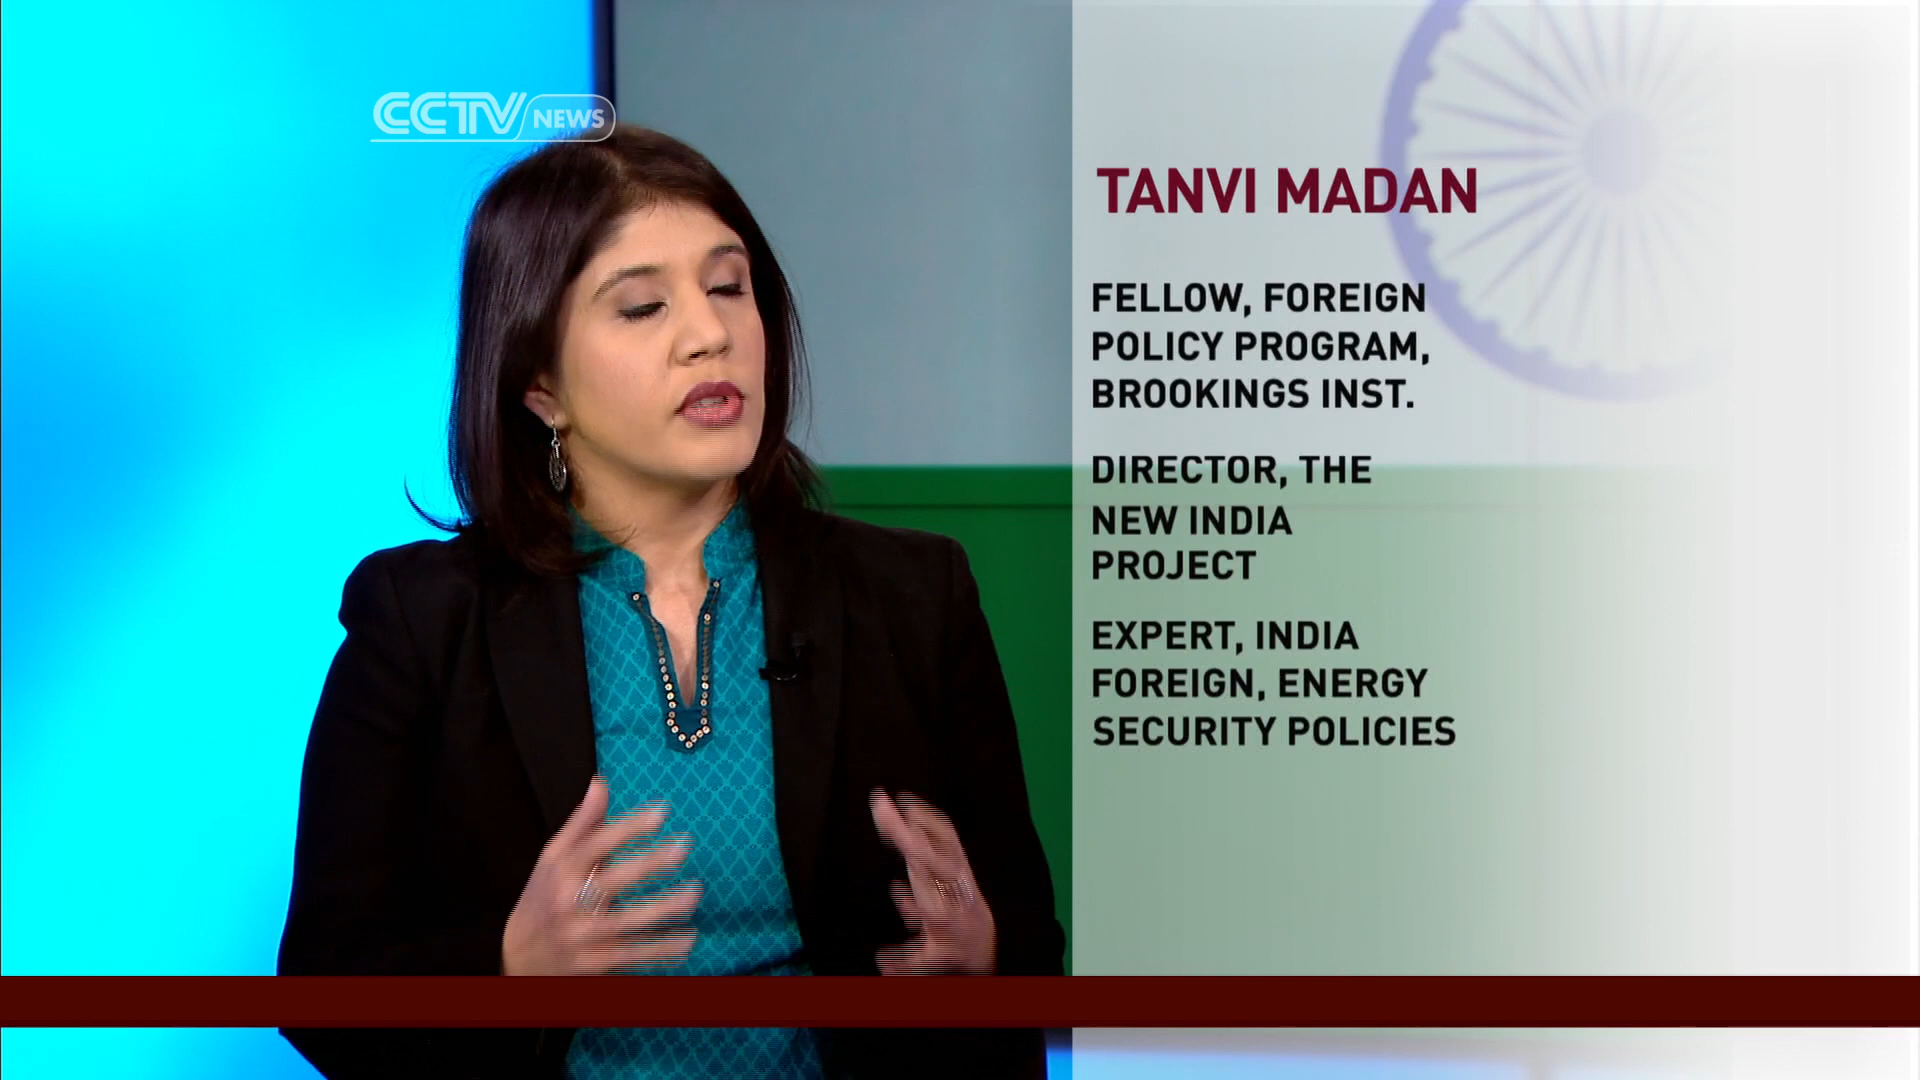 CCTV NEWS
TANVI MADAN
FELLOW, FOREIGN
POLICY PROGRAM,
BROOKINGS INST.
DIRECTOR, THE
NEW INDIA
PROJECT
EXPERT, INDIA
FOREIGN, ENERGY
SECURITY POLICIES